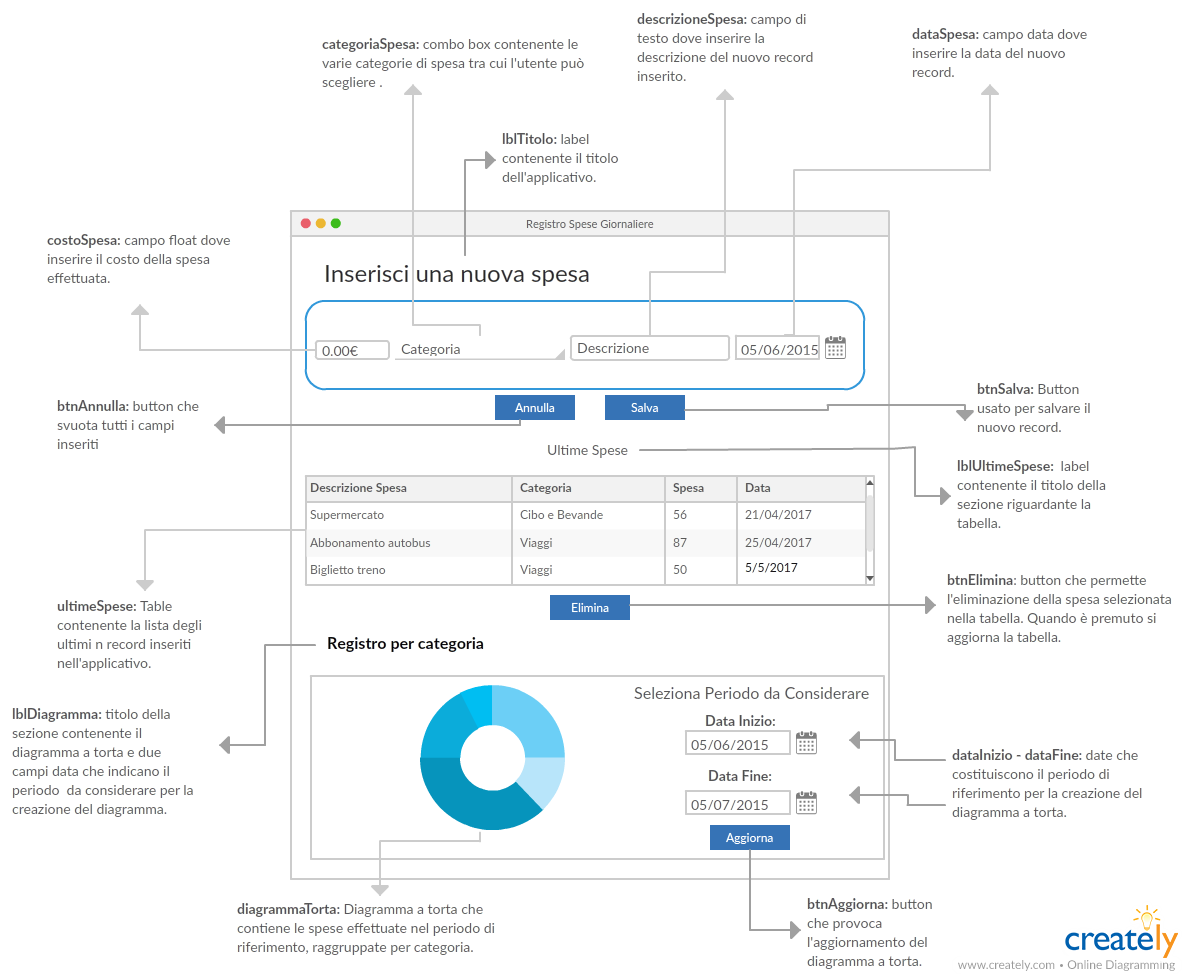 descrizioneSpesa: campo di
testo dove inserire la
descrizione del nuovo record
inserito.
categoriaSpesa: combo box contenente le
varie categorie di spesa tra cui l'utente può
scegliere .
dataSpesa: campo data dove
inserire la data del nuovo
record.
lblTitolo: label
contenente il titolo
dell'applicativo.
costoSpesa: campo float dove
inserire il costo della spesa
effettuata.
Registro Spese Giornaliere
Inserisci una nuova spesa
0.00€
Categoria
Descrizione
05/06/2015
Annulla
Salva
btnAnnulla: button che
svuota tutti i campi
inseriti
btnSalva: Button
usato per salvare il
nuovo record.
Ultime Spese
lblUltimeSpese: label
contenente il titolo della
sezione riguardante la
tabella.
Descrizione Spesa Categoria Spesa Data
Supermercato Cibo e Bevande 56 21/04/2017
Abbonamento autobus Viaggi 87 25/04/2017
Biglietto treno Viaggi 50 5/5/2017
Elimina
ultimeSpese: Table
contenente la lista degli
ultimi n record inseriti
nell'applicativo.
btnElimina: button che permette
l'eliminazione della spesa selezionata
nella tabella. Quando è premuto si
aggiorna la tabella.
Registro per categoria
lblDiagramma: titolo della
sezione contenente il
diagramma a torta e due
campi data che indicano il
periodo da considerare per la
creazione del diagramma.
Seleziona Periodo da Considerare
Data Inizio:
05/06/2015
Data Fine:
05/07/2015
Aggiorna
dataInizio - dataFine: date che
costituiscono il periodo di
riferimento per la creazione del
diagramma a torta.
diagrammaTorta: Diagramma a torta che
contiene le spese effettuate nel periodo di
riferimento, raggruppate per categoria.
btnAggiorna: button
che provoca
l'aggiornamento del
diagramma a torta.
creately
www.creately.com • Online Diagramming